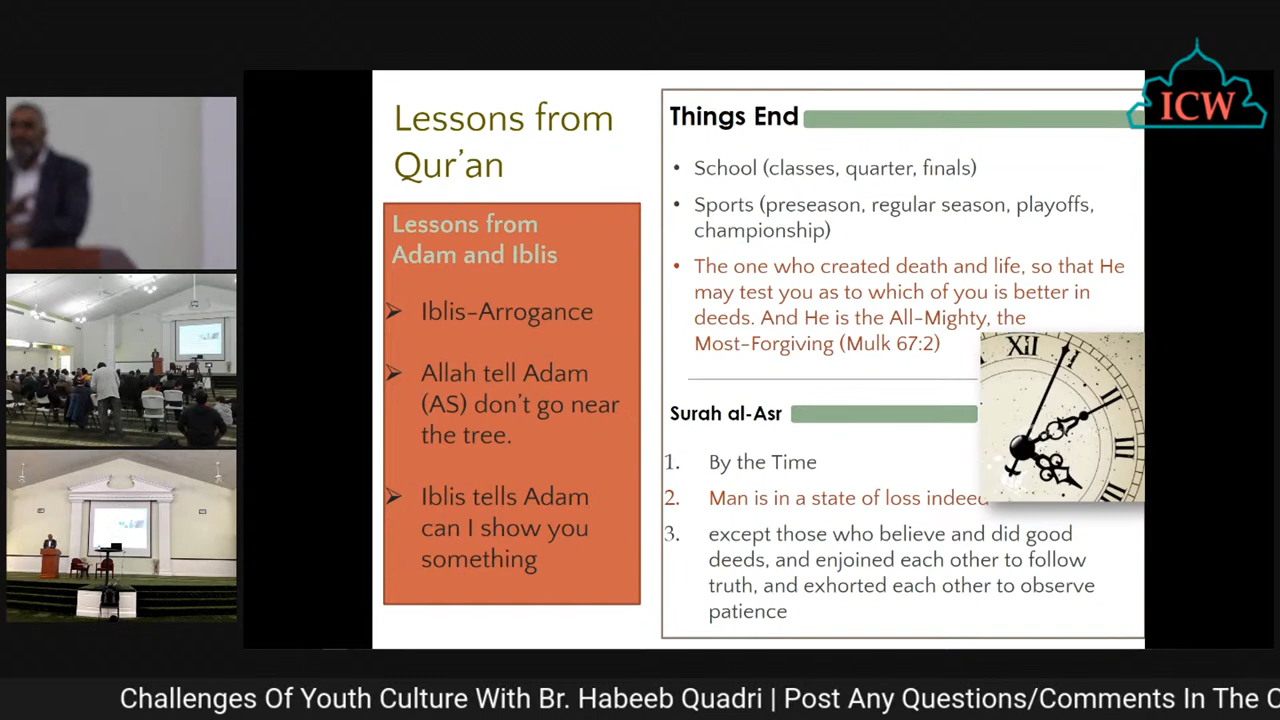 Lessons from
Qur’an
Lessons from
Adam and Iblis
Iblis-Arrogance
Allah tell Adam
(AS) don’t go near
the tree.
Iblis tells Adam
can I show you
something
Things End
• School (classes, quarter, finals)
• Sports (preseason, regular season, playoffs,
championship)
• The one who created death and life, so that He
may test you as to which of you is better in
deeds. And He is the All-Mighty, the
Most-Forgiving (Mulk 67:2)
Surah al-Asr
1. By the Time
2. Man is in a state of loss indeed
3. except those who believe and did good
deeds, and enjoined each other to follow
truth, and exhorted each other to observe
patience
XII
I
II
III
ICW
Challenges Of Youth Culture With Br. Habeeb Quadri | Post Any Questions/Comments In The